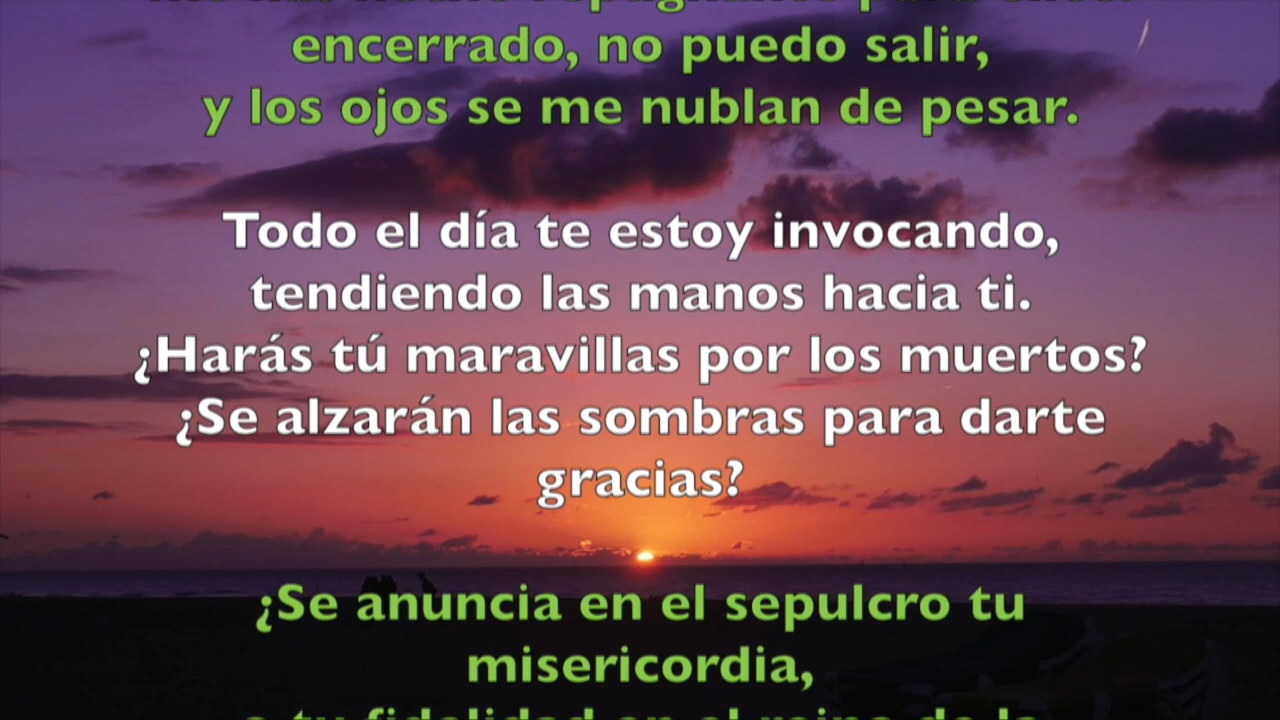 encerrado, no puedo salir,
y los ojos se me nublan de pesar.
Todo el día te estoy invocando,
tendiendo las manos hacia ti.
¿Harás tú maravillas por los muertos?
¿Se alzarán las sombras para darte
gracias?
¿Se anuncia en el sepulcro tu
misericordia,